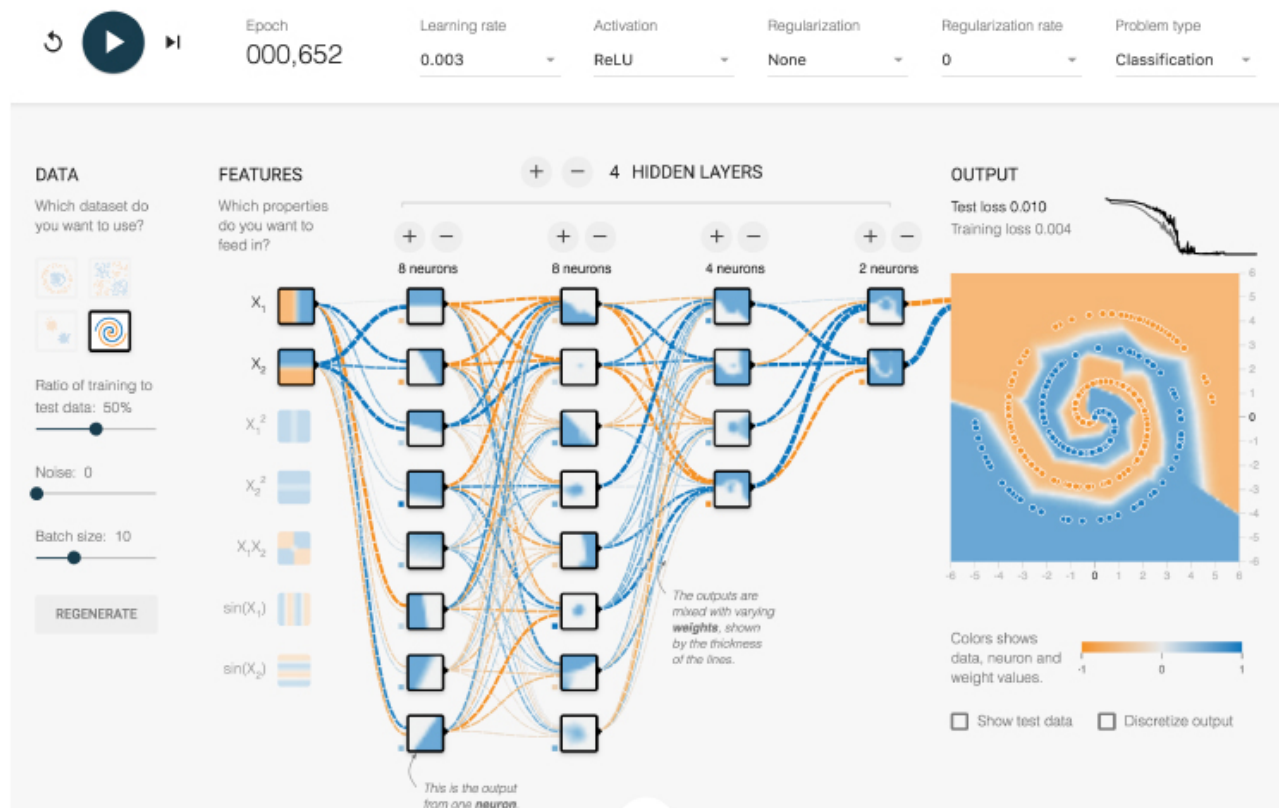 Epoch
000,652
Learning rate
0.003
Activation
ReLU
Regularization
None
Regularization rate
0
Problem type
Classification
DATA
Which dataset do
you want to use?
Ratio of training to
test data: 50%
Noise: 0
Batch size: 10
REGENERATE
FEATURES
Which properties
do you want to
feed in?
X₁
X₂
X₁²
X₂²
X₁X₂
sin(X₁)
sin(X₂)
+ − 4 HIDDEN LAYERS
+ −
8 neurons
+ −
8 neurons
+ −
4 neurons
+ −
2 neurons
The outputs are
mixed with varying
weights, shown
by the thickness
of the lines.
This is the output
from one neuron.
OUTPUT
Test loss 0.010
Training loss 0.004
6
5
4
3
2
1
0
-1
-2
-3
-4
-5
-6
-6 -5 -4 -3 -2 -1 0 1 2 3 4 5 6
Colors shows
data, neuron and
weight values.
-1 0 1
Show test data
Discretize output